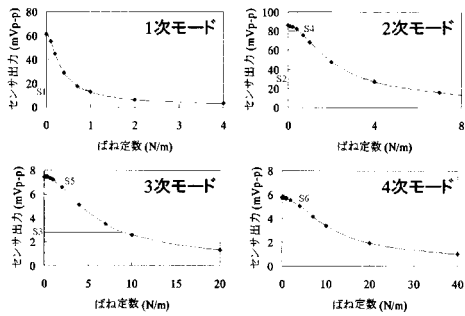 1次モード
センサ出力 (mVp-p)
80
60
40
20
0
S1
0 1 2 3 4
ばね定数 (N/m)
2次モード
センサ出力 (mVp-p)
100
80
60
40
20
0
S4
S2
0 4 8
ばね定数 (N/m)
3次モード
センサ出力 (mVp-p)
8
6
4
2
0
S5
S3
0 10 20
ばね定数 (N/m)
4次モード
センサ出力 (mVp-p)
8
6
4
2
0
S6
0 10 20 30 40
ばね定数 (N/m)